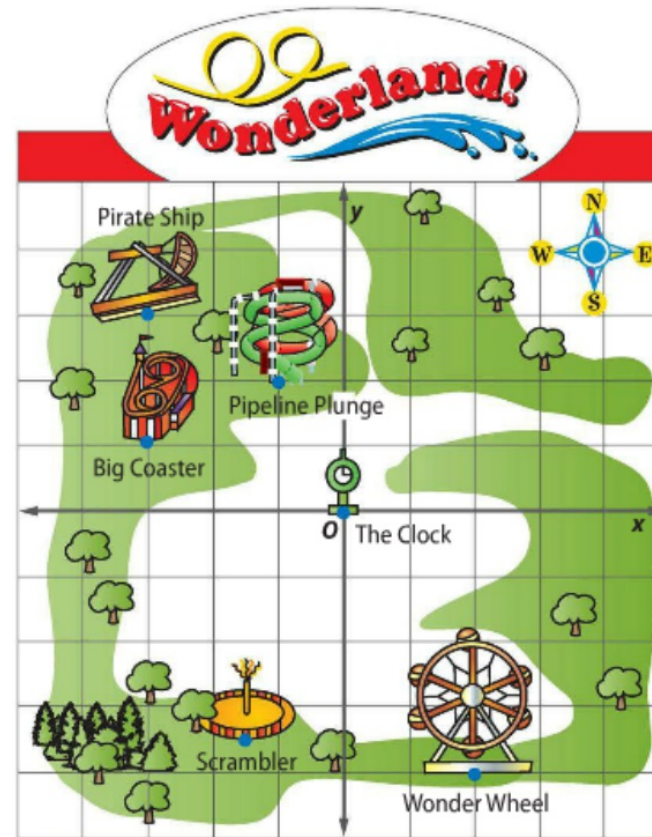 Wonderland!
N
W E
S
y
Pirate Ship
Pipeline Plunge
Big Coaster
x
O The Clock
Scrambler
Wonder Wheel